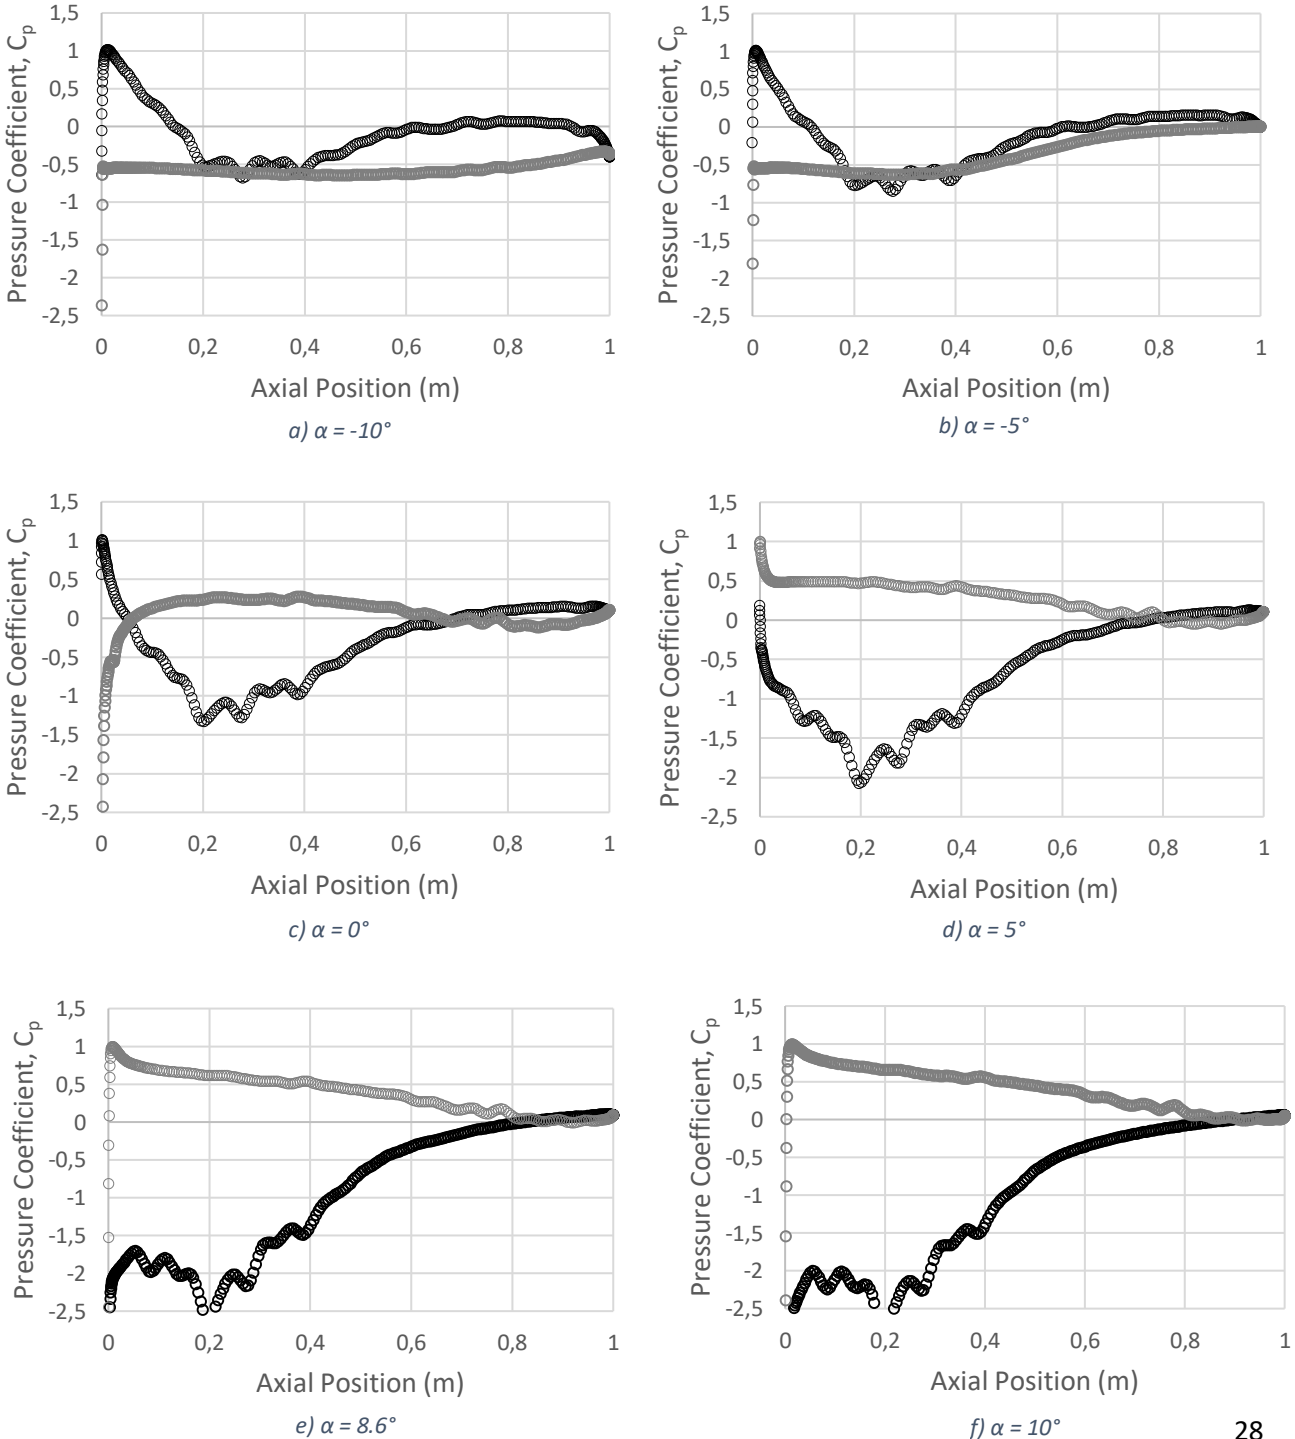 1,5
1
0,5
0
-0,5
-1
-1,5
-2
-2,5
0 0,2 0,4 0,6 0,8 1
Pressure Coefficient, Cp
Axial Position (m)
a) α = -10°
1,5
1
0,5
0
-0,5
-1
-1,5
-2
-2,5
0 0,2 0,4 0,6 0,8 1
Pressure Coefficient, Cp
Axial Position (m)
b) α = -5°
1,5
1
0,5
0
-0,5
-1
-1,5
-2
-2,5
0 0,2 0,4 0,6 0,8 1
Pressure Coefficient, Cp
Axial Position (m)
c) α = 0°
1,5
1
0,5
0
-0,5
-1
-1,5
-2
-2,5
0 0,2 0,4 0,6 0,8 1
Pressure Coefficient, Cp
Axial Position (m)
d) α = 5°
1,5
1
0,5
0
-0,5
-1
-1,5
-2
-2,5
0 0,2 0,4 0,6 0,8 1
Pressure Coefficient, Cp
Axial Position (m)
e) α = 8.6°
1,5
1
0,5
0
-0,5
-1
-1,5
-2
-2,5
0 0,2 0,4 0,6 0,8 1
Pressure Coefficient, Cp
Axial Position (m)
f) α = 10°
28